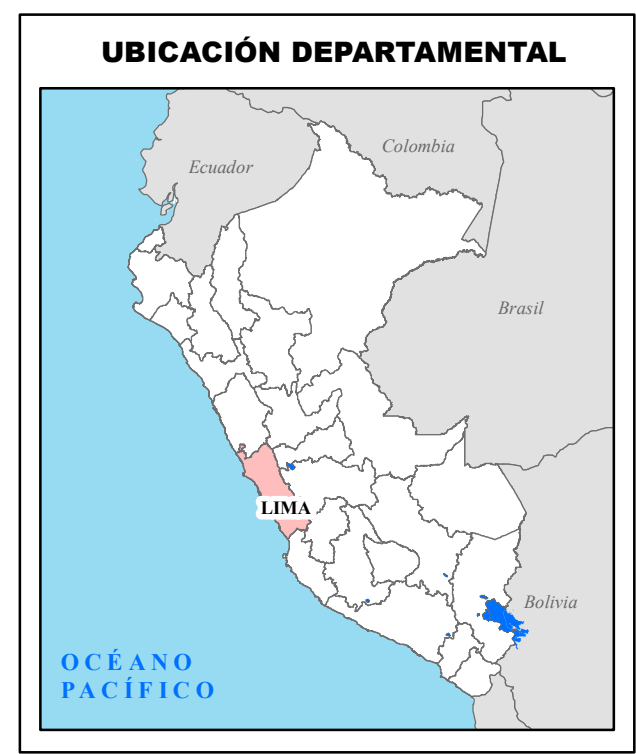 UBICACIÓN DEPARTAMENTAL
Colombia
Ecuador
Brasil
LIMA
Bolivia
OCÉANO
PACÍFICO